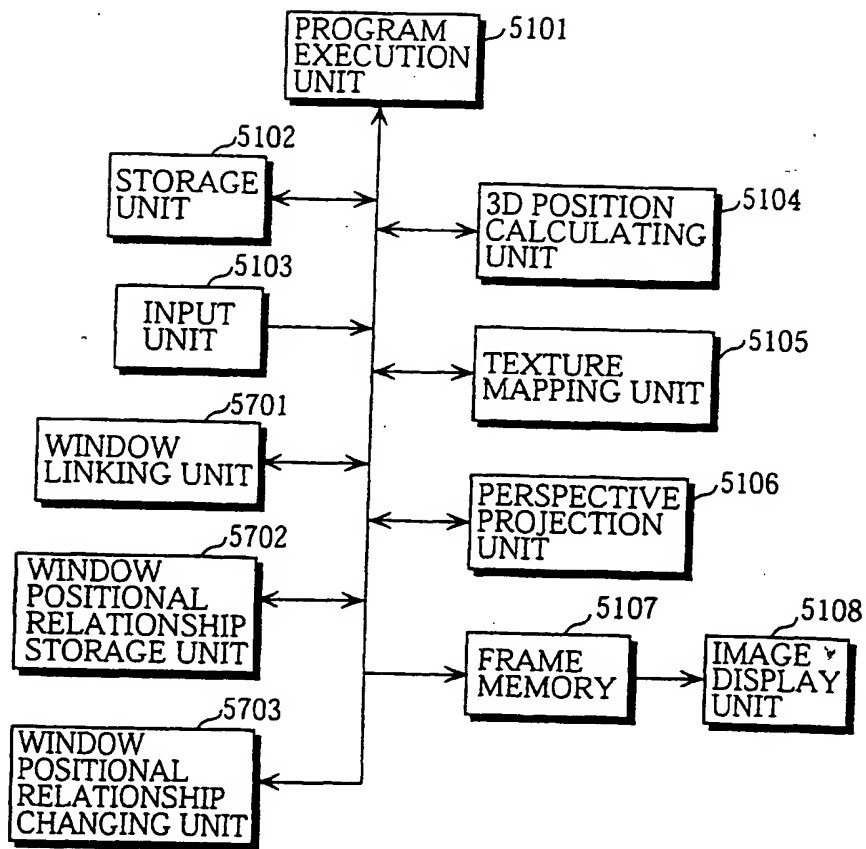 PROGRAM
EXECUTION
UNIT
5101
5102
STORAGE
UNIT
3D POSITION
CALCULATING
UNIT
5104
5103
INPUT
UNIT
TEXTURE
MAPPING UNIT
5105
5701
WINDOW
LINKING UNIT
PERSPECTIVE
PROJECTION
UNIT
5106
5702
WINDOW
POSITIONAL
RELATIONSHIP
STORAGE UNIT
5107
FRAME
MEMORY
5108
IMAGE
DISPLAY
UNIT
5703
WINDOW
POSITIONAL
RELATIONSHIP
CHANGING UNIT